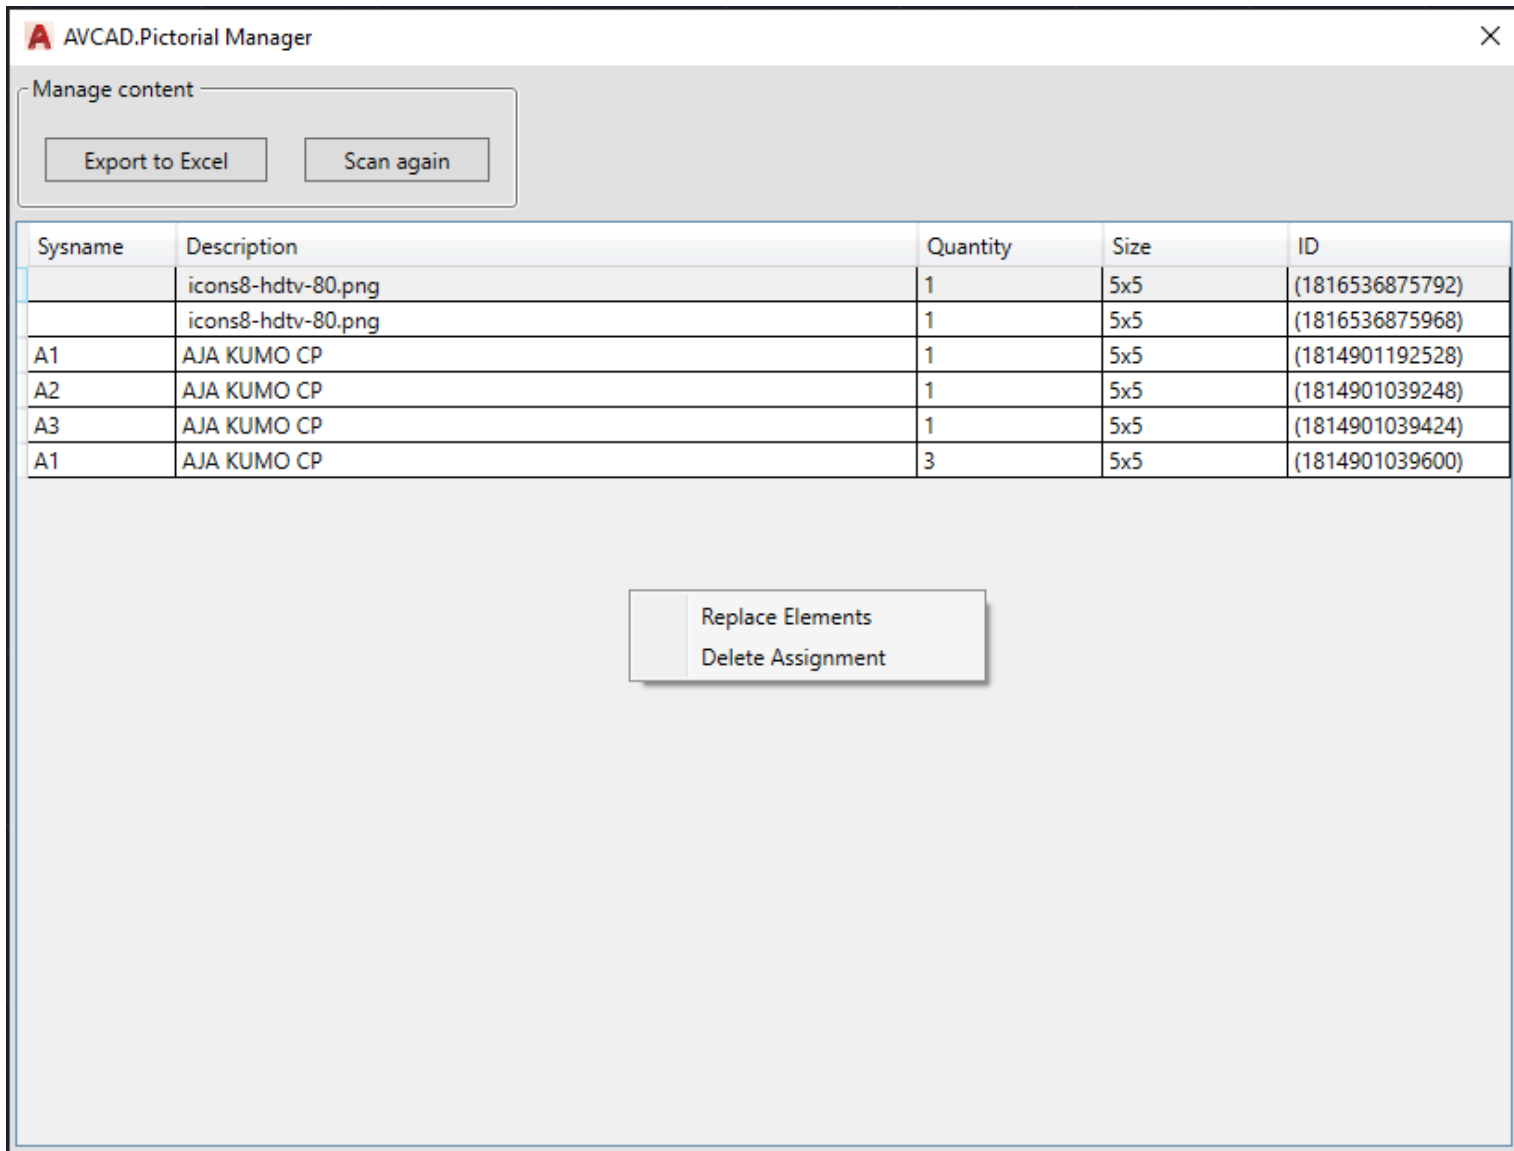 AVCAD.Pictorial Manager
Manage content
Export to Excel Scan again
Sysname Description Quantity Size ID
icons8-hdtv-80.png 1 5x5 (1816536875792)
icons8-hdtv-80.png 1 5x5 (1816536875968)
A1 AJA KUMO CP 1 5x5 (1814901192528)
A2 AJA KUMO CP 1 5x5 (1814901039248)
A3 AJA KUMO CP 1 5x5 (1814901039424)
A1 AJA KUMO CP 3 5x5 (1814901039600)
Replace Elements
Delete Assignment